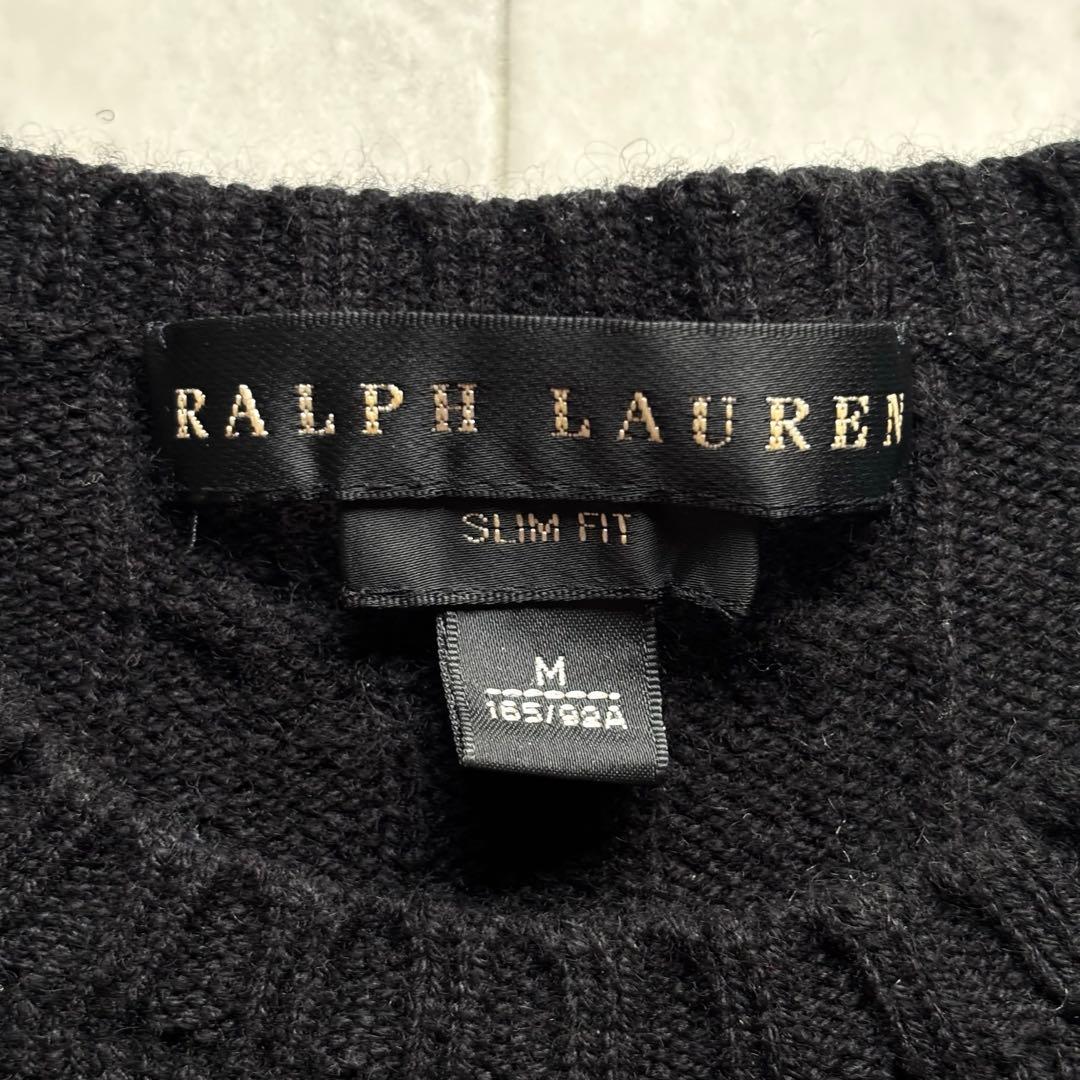 RALPH LAUREN
SLIM FIT
M
165/92A